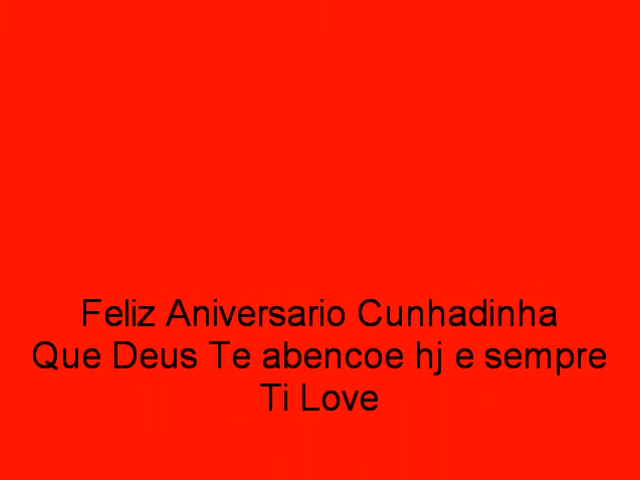 Feliz Aniversario Cunhadinha
Que Deus Te abencoe hj e sempre
Ti Love